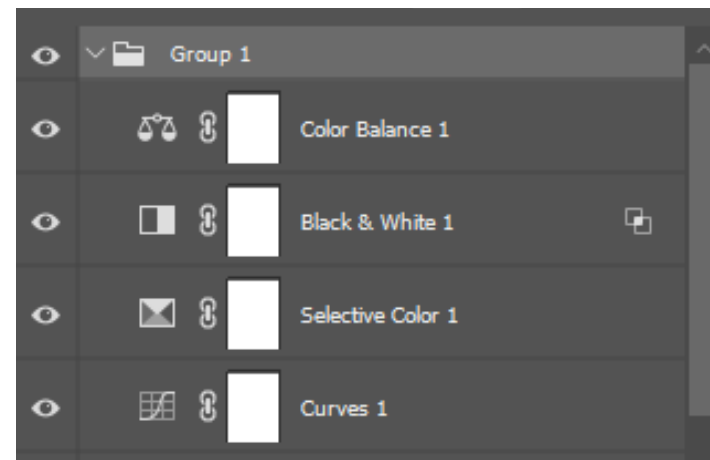 Group 1
Color Balance 1
Black & White 1
Selective Color 1
Curves 1